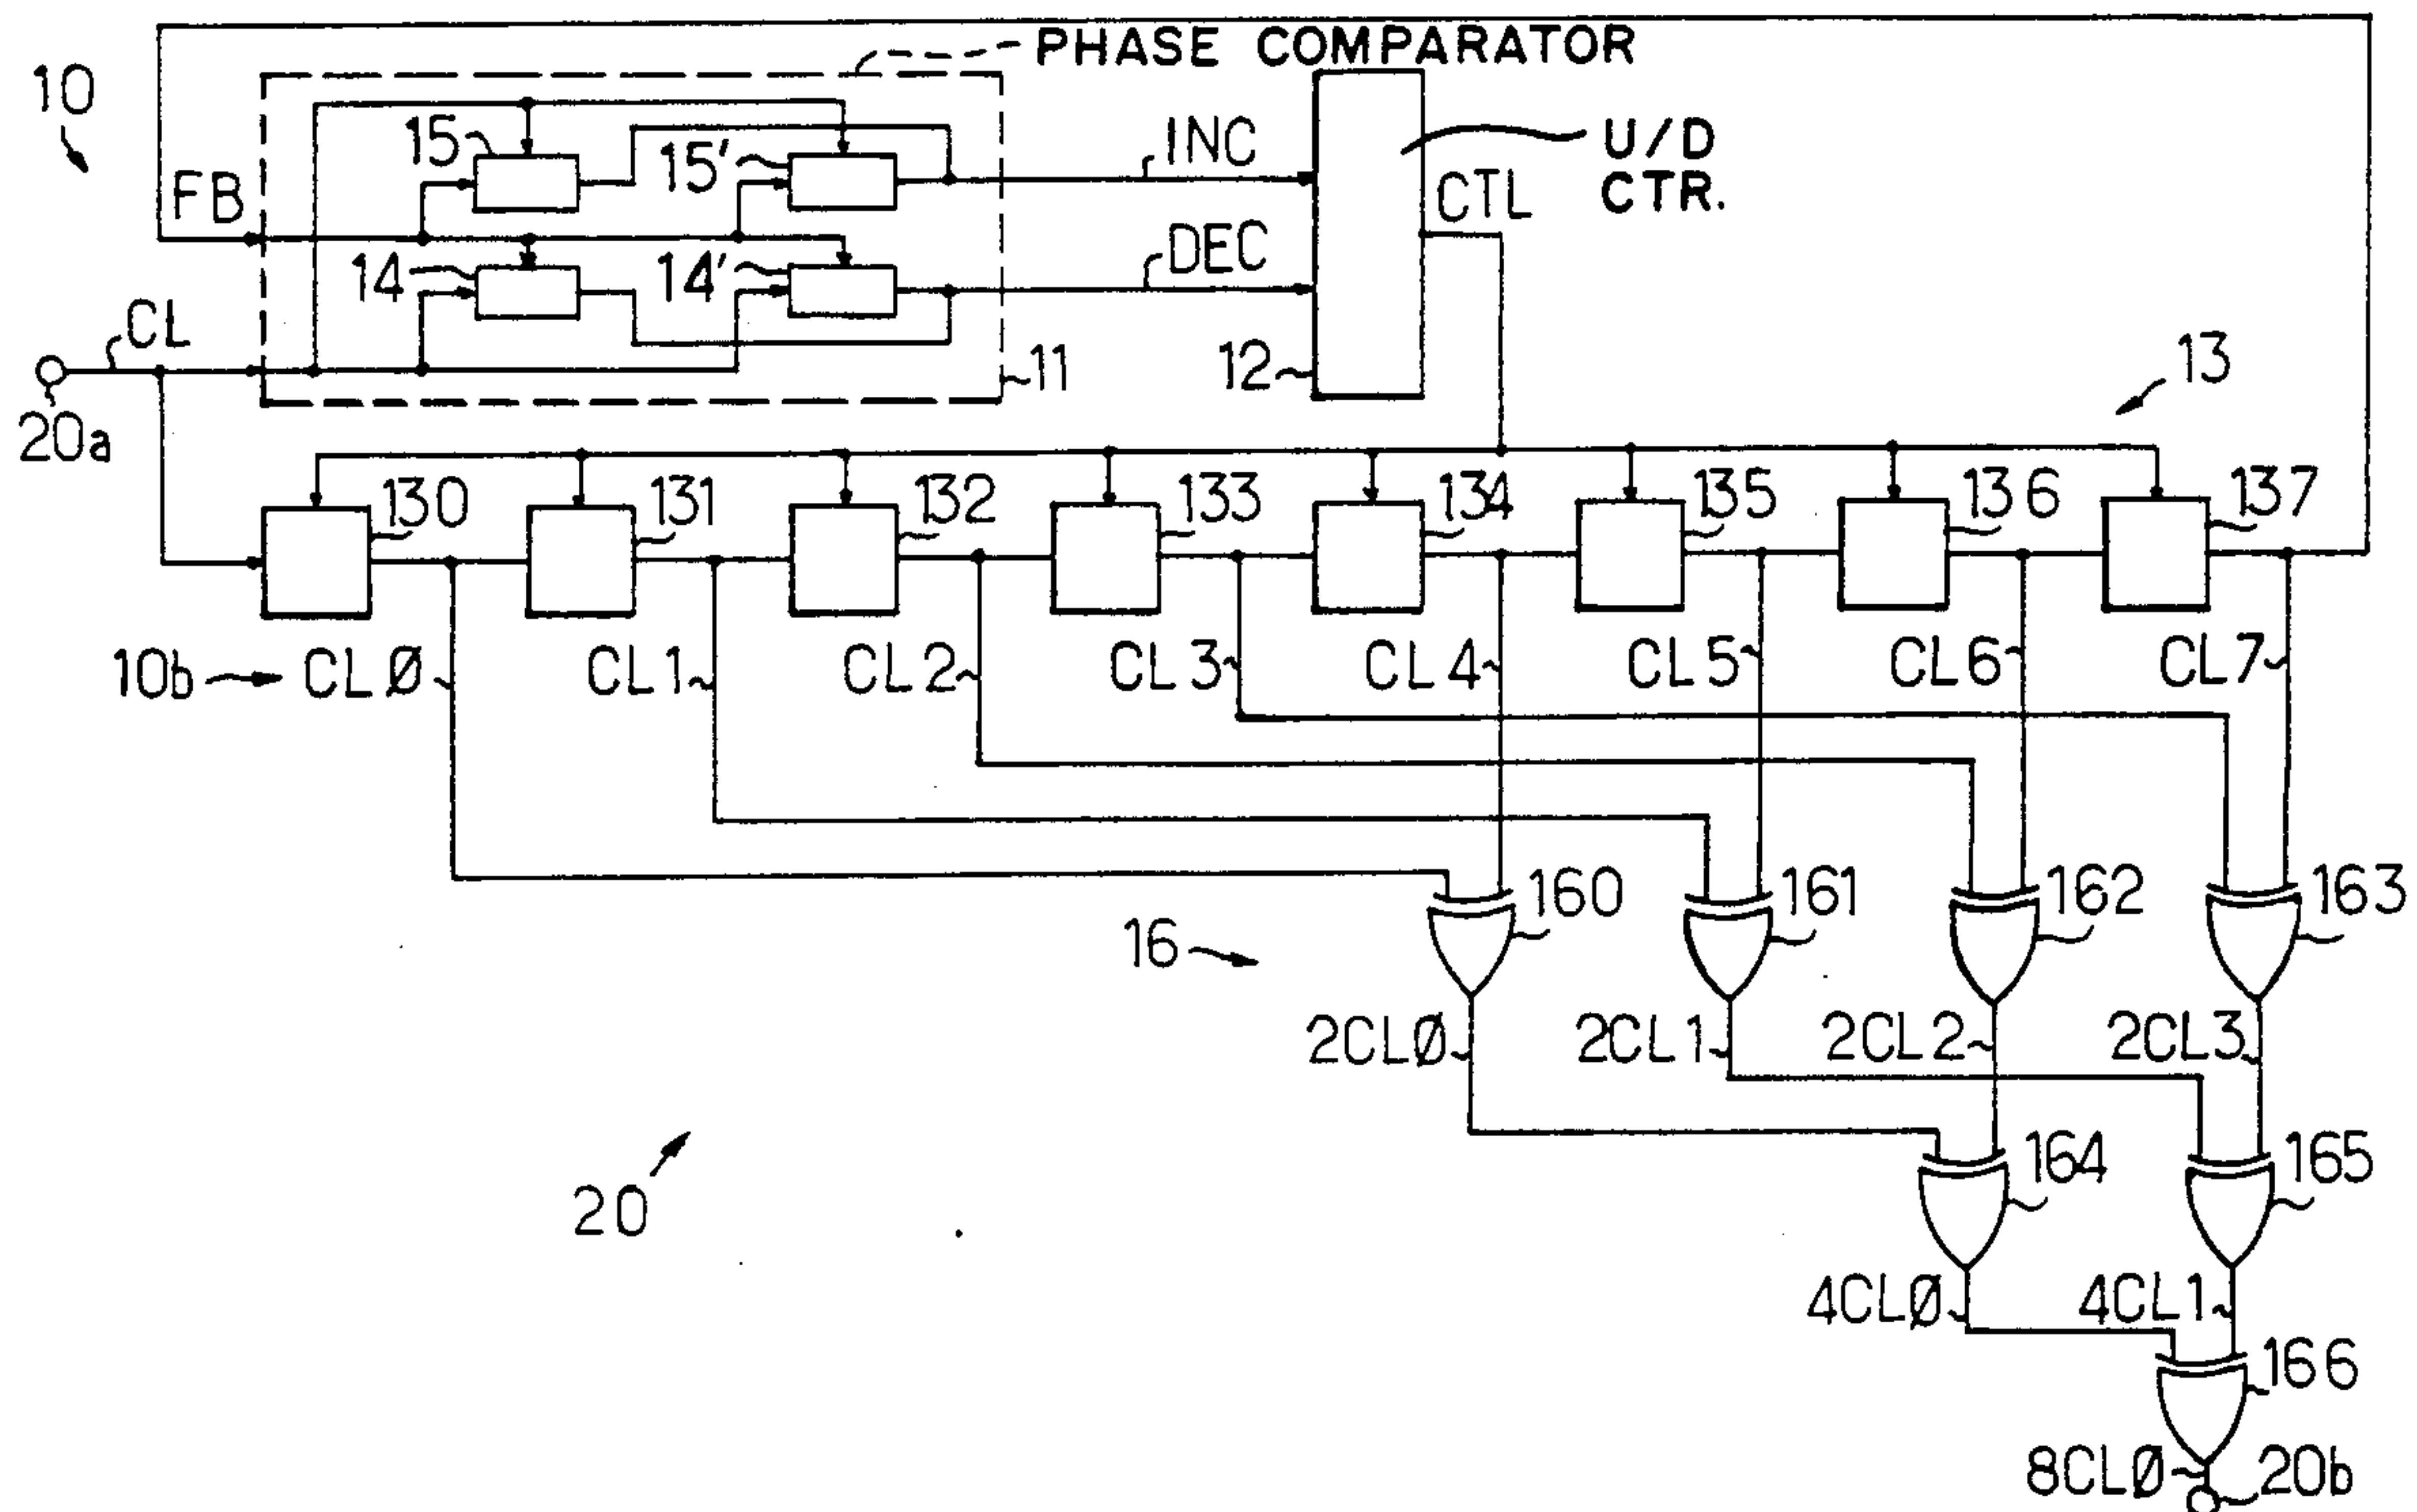 PHASE COMPARATOR
10
15
15'
INC
U/D
CTR.
CTL
FB
14
14'
DEC
CL
11
12
13
20a
130
131
132
133
134
135
136
137
10b
CLØ
CL1
CL2
CL3
CL4
CL5
CL6
CL7
16
160
161
162
163
2CLØ
2CL1
2CL2
2CL3
20
164
165
4CLØ
4CL1
166
8CLØ
20b